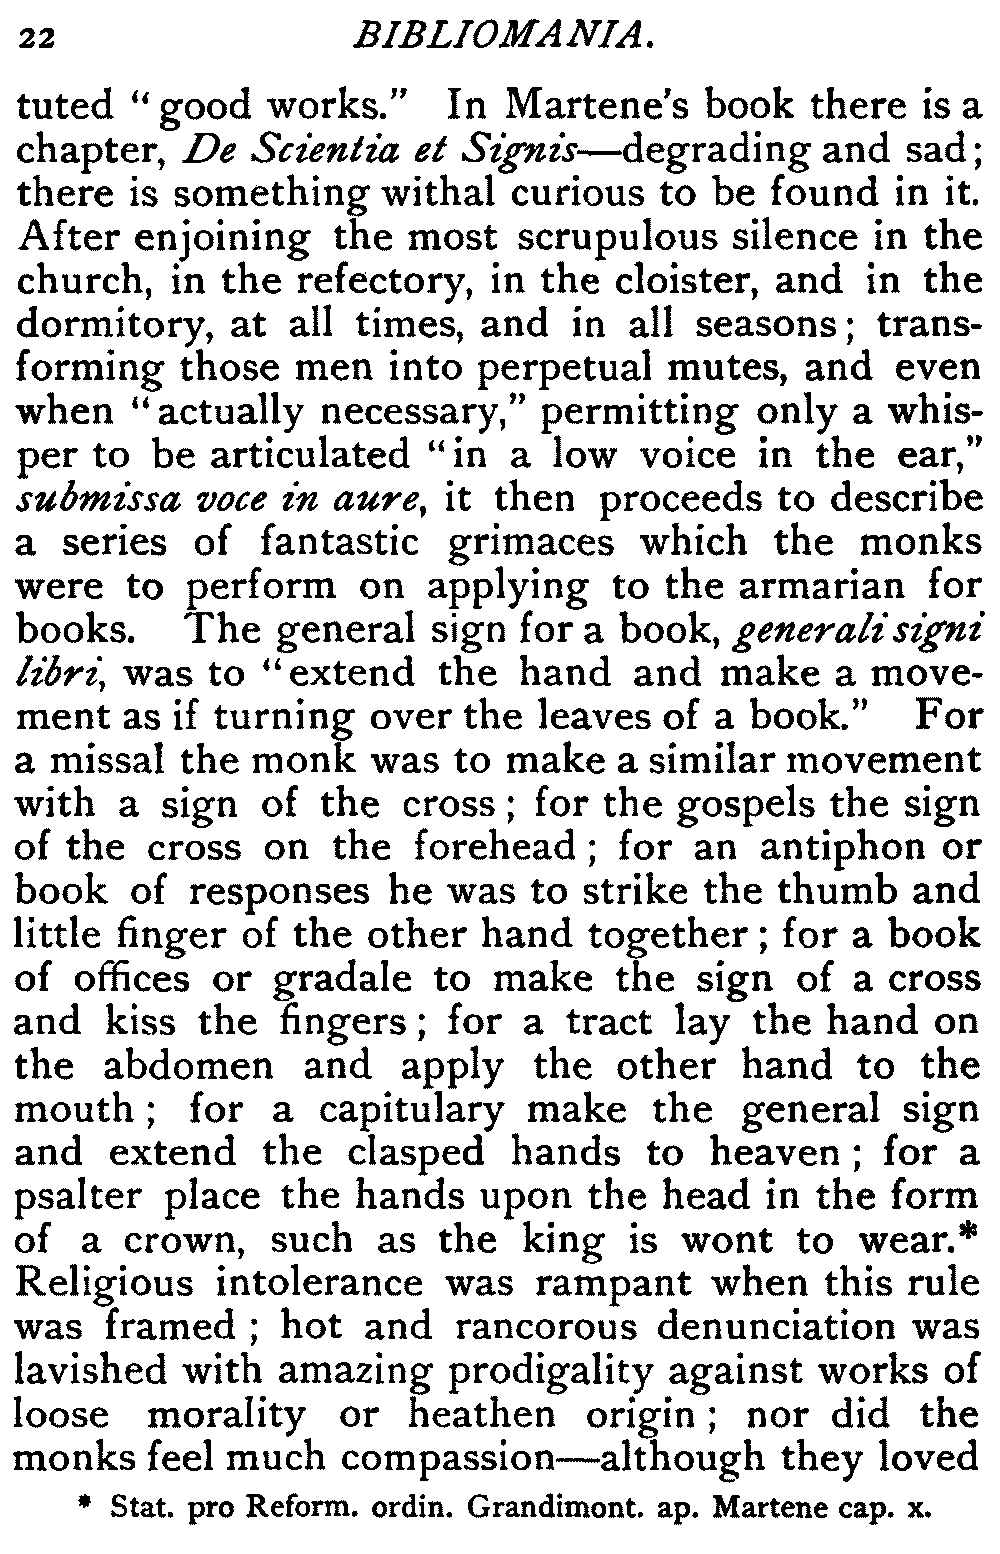 22 BIBLIOMANIA.
tuted “good works.” In Martene's book there is a
chapter, De Scientia et Signis—degrading and sad;
there is something withal curious to be found in it.
After enjoining the most scrupulous silence in the
church, in the refectory, in the cloister, and in the
dormitory, at all times, and in all seasons; trans-
forming those men into perpetual mutes, and even
when “actually necessary,” permitting only a whis-
per to be articulated “in a low voice in the ear,”
submissa voce in aure, it then proceeds to describe
a series of fantastic grimaces which the monks
were to perform on applying to the armarian for
books. The general sign for a book, generali signi
libri, was to “extend the hand and make a move-
ment as if turning over the leaves of a book.” For
a missal the monk was to make a similar movement
with a sign of the cross; for the gospels the sign
of the cross on the forehead; for an antiphon or
book of responses he was to strike the thumb and
little finger of the other hand together; for a book
of offices or gradale to make the sign of a cross
and kiss the fingers; for a tract lay the hand on
the abdomen and apply the other hand to the
mouth; for a capitulary make the general sign
and extend the clasped hands to heaven; for a
psalter place the hands upon the head in the form
of a crown, such as the king is wont to wear.*
Religious intolerance was rampant when this rule
was framed; hot and rancorous denunciation was
lavished with amazing prodigality against works of
loose morality or heathen origin; nor did the
monks feel much compassion—although they loved
* Stat. pro Reform. ordin. Grandimont. ap. Martene cap. x.